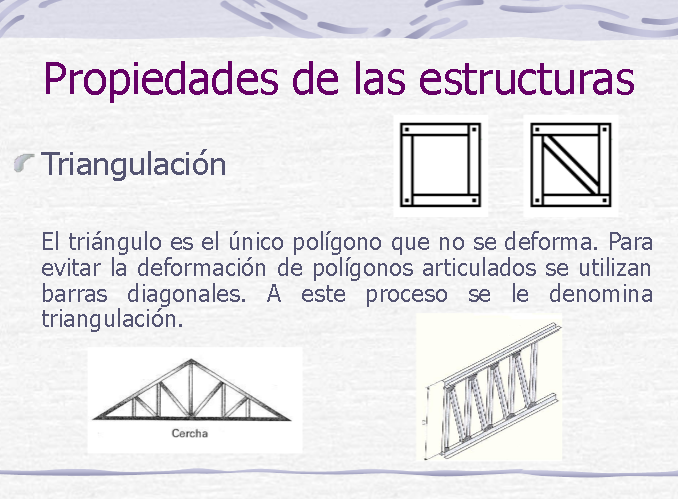 Propiedades de las estructuras
Triangulación
El triángulo es el único polígono que no se deforma. Para
evitar la deformación de polígonos articulados se utilizan
barras diagonales. A este proceso se le denomina
triangulación.
Cercha